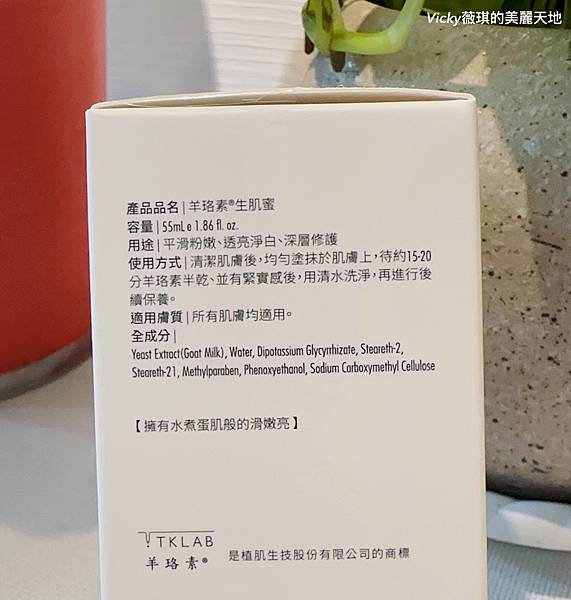 Vicky薇琪的美麗天地
產品品名 | 羊珞素®生肌蜜
容量 | 55mL e 1.86 fl. oz.
用途 | 平滑粉嫩、透亮淨白、深層修護
使用方式 | 清潔肌膚後，均勻塗抹於肌膚上，待約15-20
分羊珞素半乾、並有緊實感後，用清水洗淨，再進行後
續保養。
適用膚質 | 所有肌膚均適用。
全成分 |
Yeast Extract(Goat Milk), Water, Dipotassium Glycyrrhizate, Steareth-2,
Steareth-21, Methylparaben, Phenoxyethanol, Sodium Carboxymethyl Cellulose
【擁有水煮蛋肌般的滑嫩亮】
TKLAB
羊珞素® 是植肌生技股份有限公司的商標